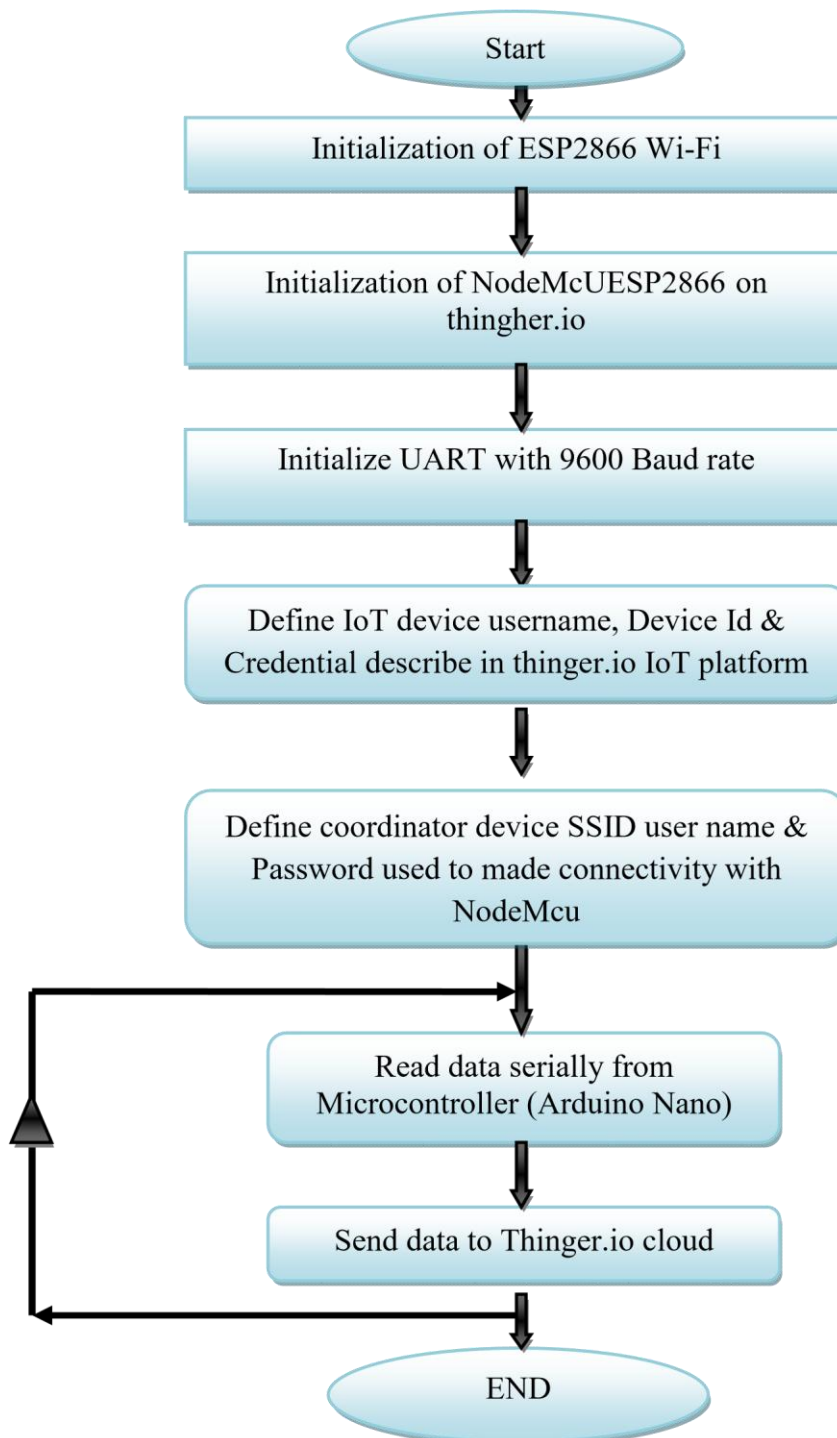 Start
Initialization of ESP2866 Wi-Fi
Initialization of NodeMcUESP2866 on
thingher.io
Initialize UART with 9600 Baud rate
Define IoT device username, Device Id &
Credential describe in thinger.io IoT platform
Define coordinator device SSID user name &
Password used to made connectivity with
NodeMcu
Read data serially from
Microcontroller (Arduino Nano)
Send data to Thinger.io cloud
END